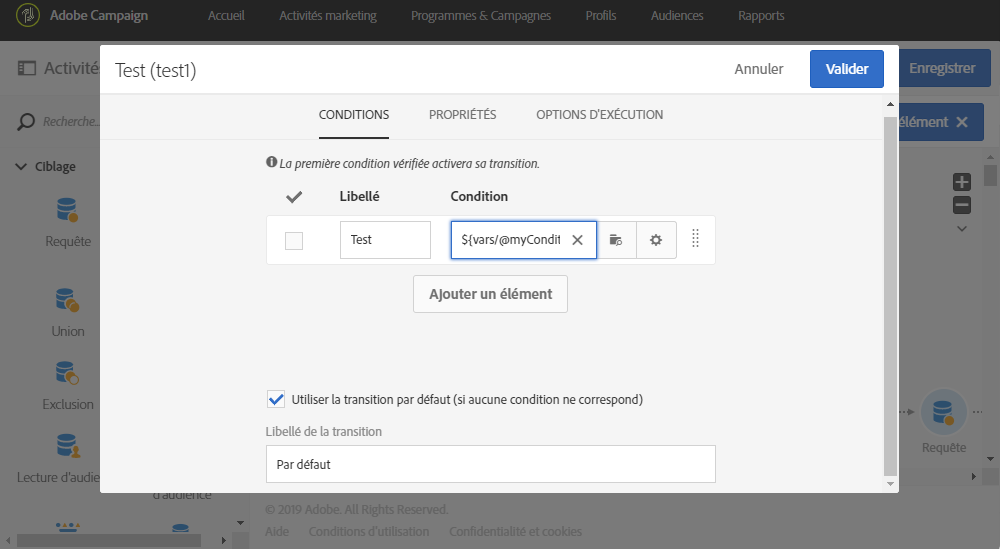 Adobe Campaign Accueil Activités marketing Programmes & Campagnes Profils Audiences Rapports
Activités
Enregistrer
Test (test1)
Annuler Valider
CONDITIONS PROPRIÉTÉS OPTIONS D'EXÉCUTION
Recherche...
élément
La première condition vérifiée activera sa transition.
Ciblage
Libellé Condition
Requête
Test ${vars/@myCondit
Ajouter un élément
Union
Exclusion
Utiliser la transition par défaut (si aucune condition ne correspond)
Libellé de la transition
Par défaut
Requête
Lecture d'audie
d'audience
© 2019 Adobe. All Rights Reserved.
Aide Conditions d'utilisation Confidentialité et cookies